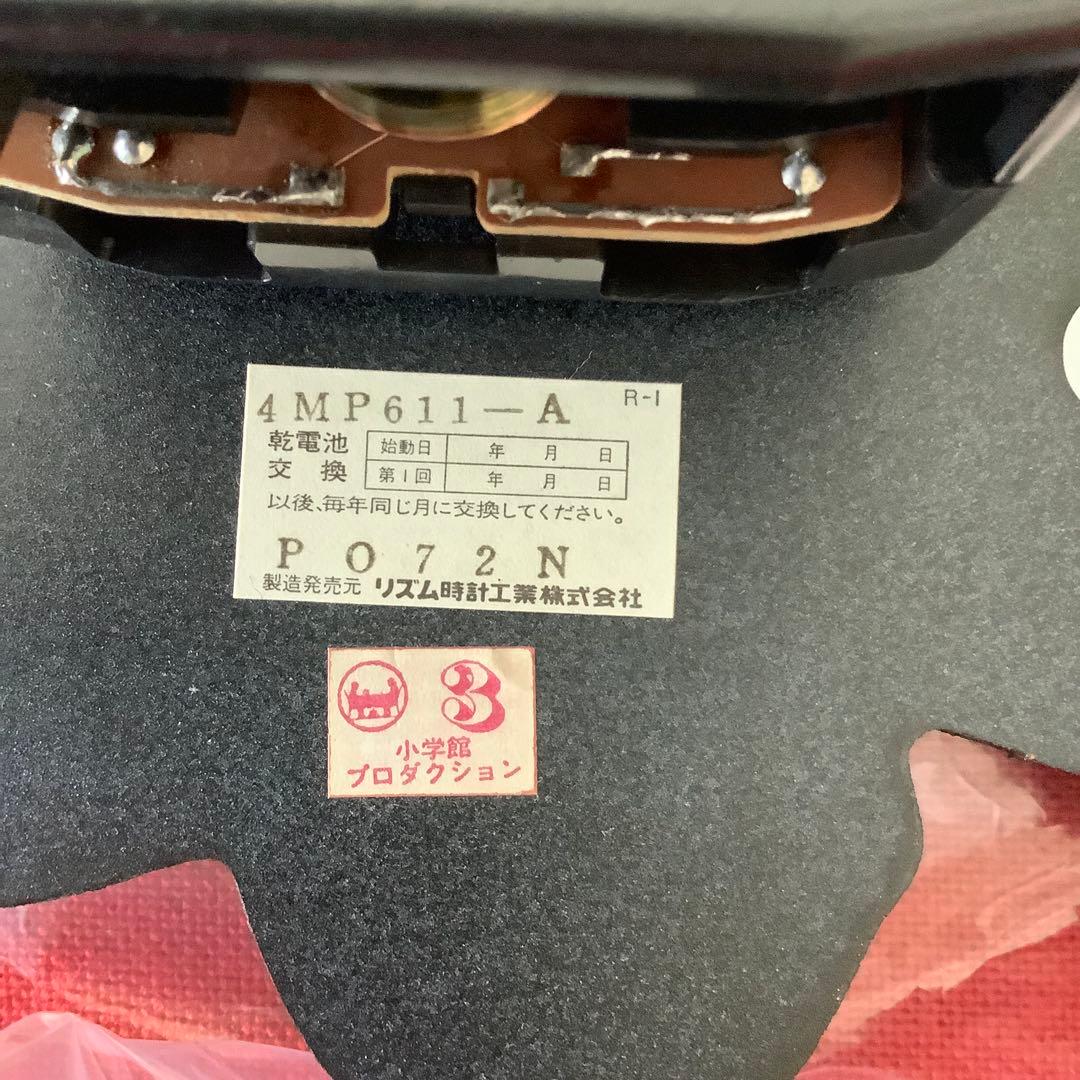 4MP611-A R-1
乾電池 始動日 年 月 日
交換 第1回 年 月 日
以後、毎年同じ月に交換してください。
P072N
製造発売元 リズム時計工業株式会社
3
小学館
プロダクション